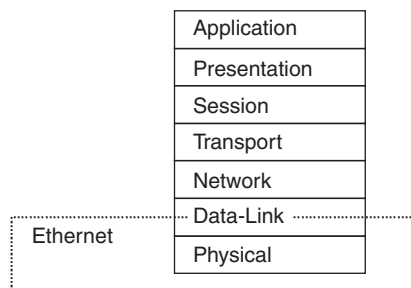 Application
Presentation
Session
Transport
Network
Data-Link
Ethernet
Physical